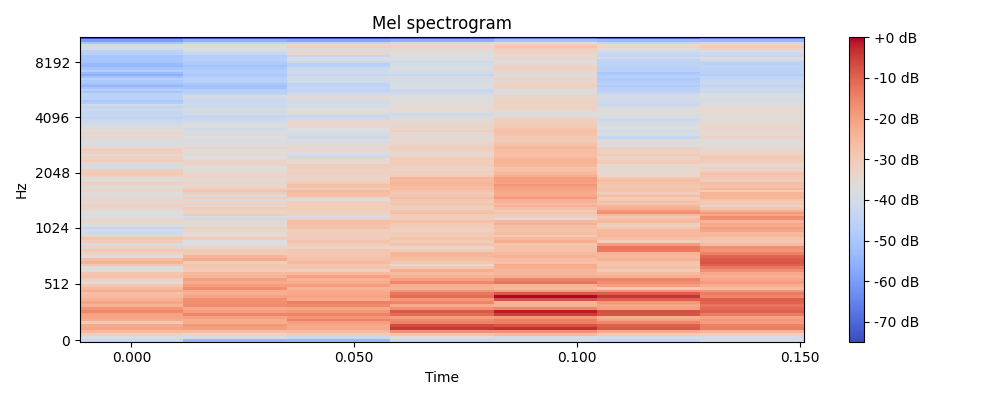 Mel spectrogram
+0 dB
8192
-10 dB
4096
-20 dB
-30 dB
2048
Hz
-40 dB
1024
-50 dB
512
-60 dB
-70 dB
0
0.000 0.050 0.100 0.150
Time